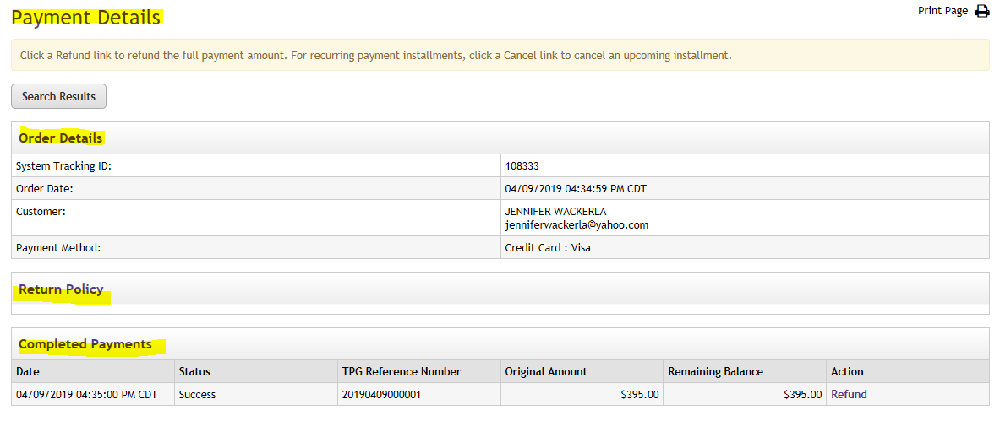 Payment Details
Print Page
Click a Refund link to refund the full payment amount. For recurring payment installments, click a Cancel link to cancel an upcoming installment.
Search Results
Order Details
System Tracking ID: 108333
Order Date: 04/09/2019 04:34:59 PM CDT
Customer: JENNIFER WACKERLA
jenniferwackerla@yahoo.com
Payment Method: Credit Card : Visa
Return Policy
Completed Payments
Date Status TPG Reference Number Original Amount Remaining Balance Action
04/09/2019 04:35:00 PM CDT Success 20190409000001 $395.00 $395.00 Refund